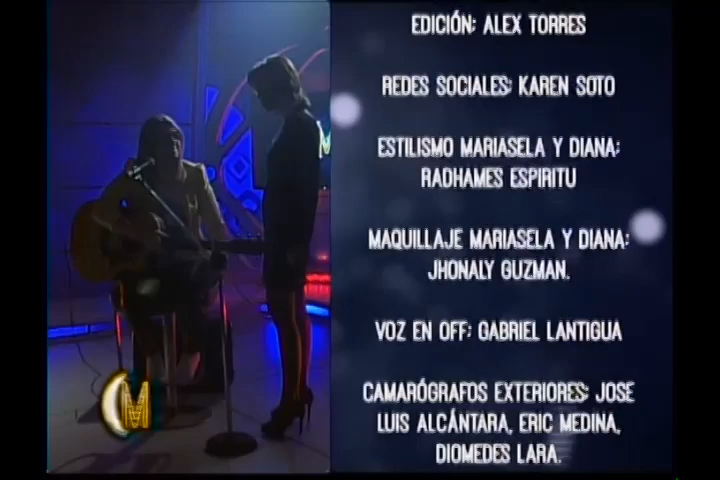 EDICIÓN: ALEX TORRES
REDES SOCIALES: KAREN SOTO
ESTILISMO MARIASELA Y DIANA:
RADHAMES ESPIRITU
MAQUILLAJE MARIASELA Y DIANA:
JHONALY GUZMAN.
VOZ EN OFF: GABRIEL LANTIGUA
CAMARÓGRAFOS EXTERIORES: JOSE
LUIS ALCÁNTARA, ERIC MEDINA,
DIOMEDES LARA.
M